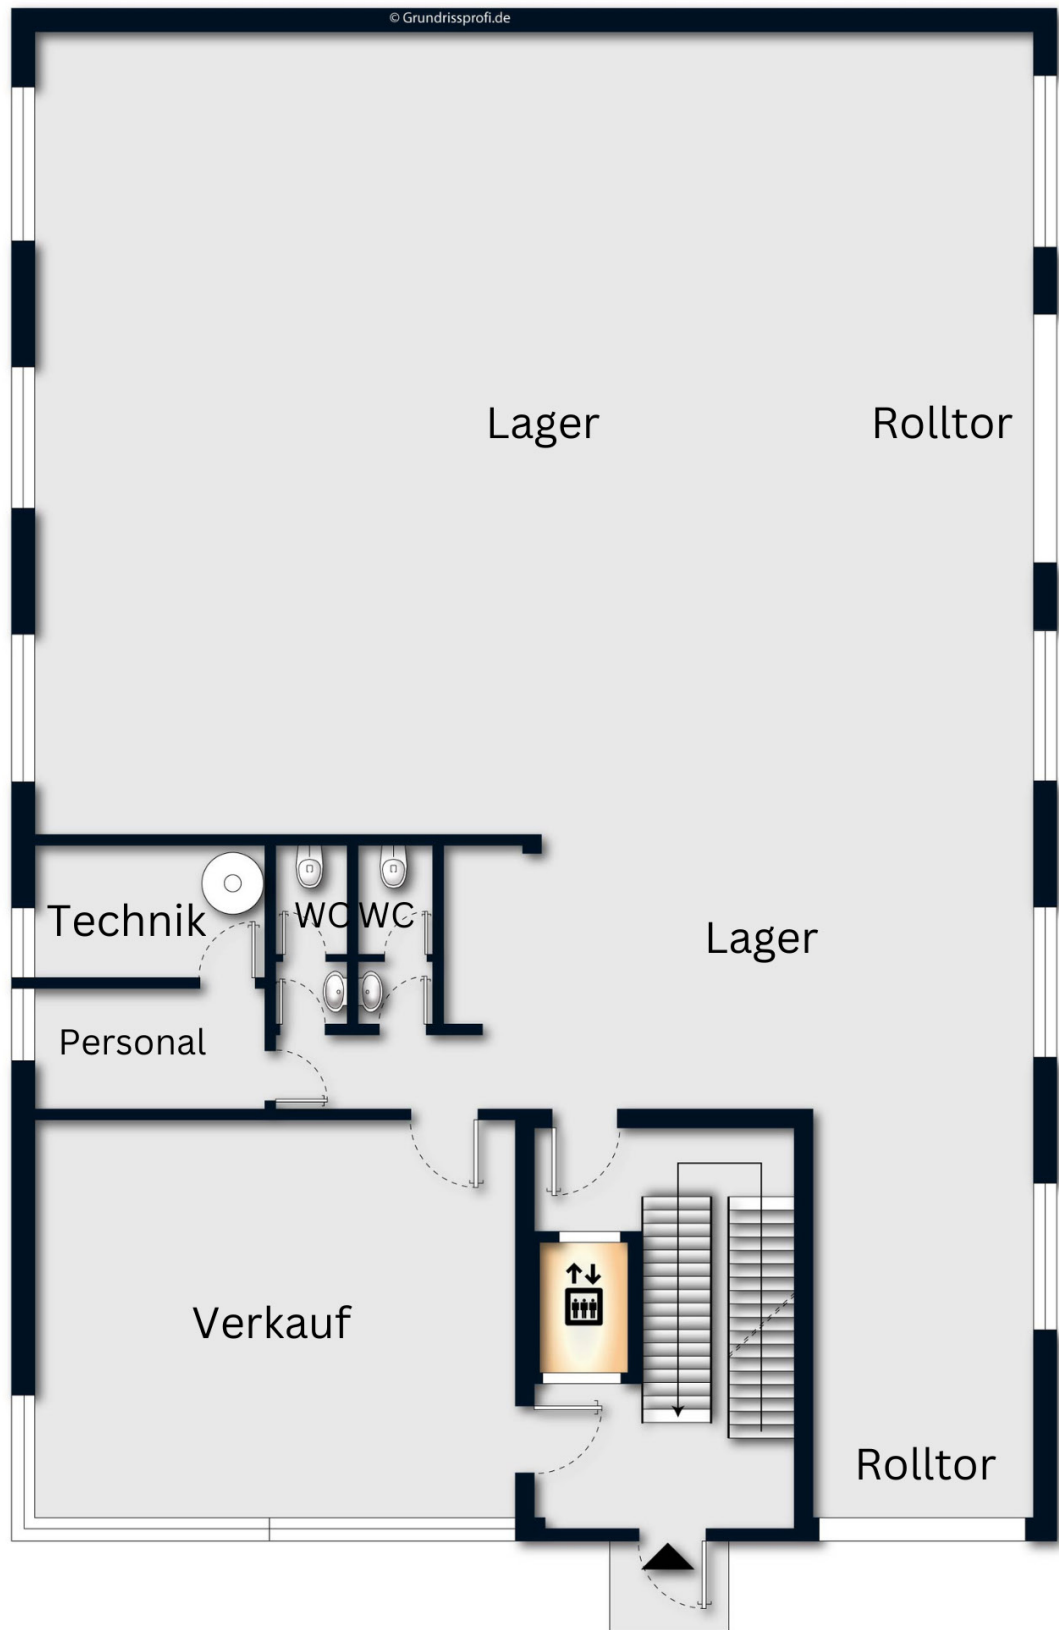 © Grundrissprofi.de
Lager
Rolltor
Technik
WC
WC
Lager
Personal
Verkauf
Rolltor